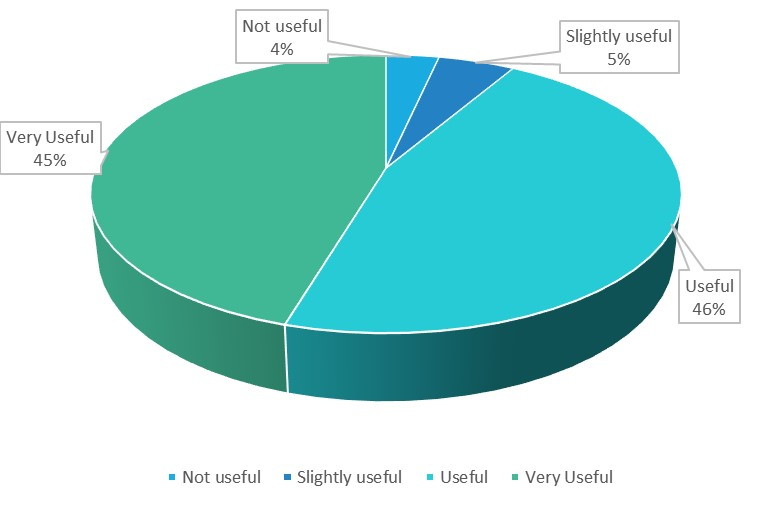 Not useful
4%
Slightly useful
5%
Very Useful
45%
Useful
46%
Not useful Slightly useful Useful Very Useful